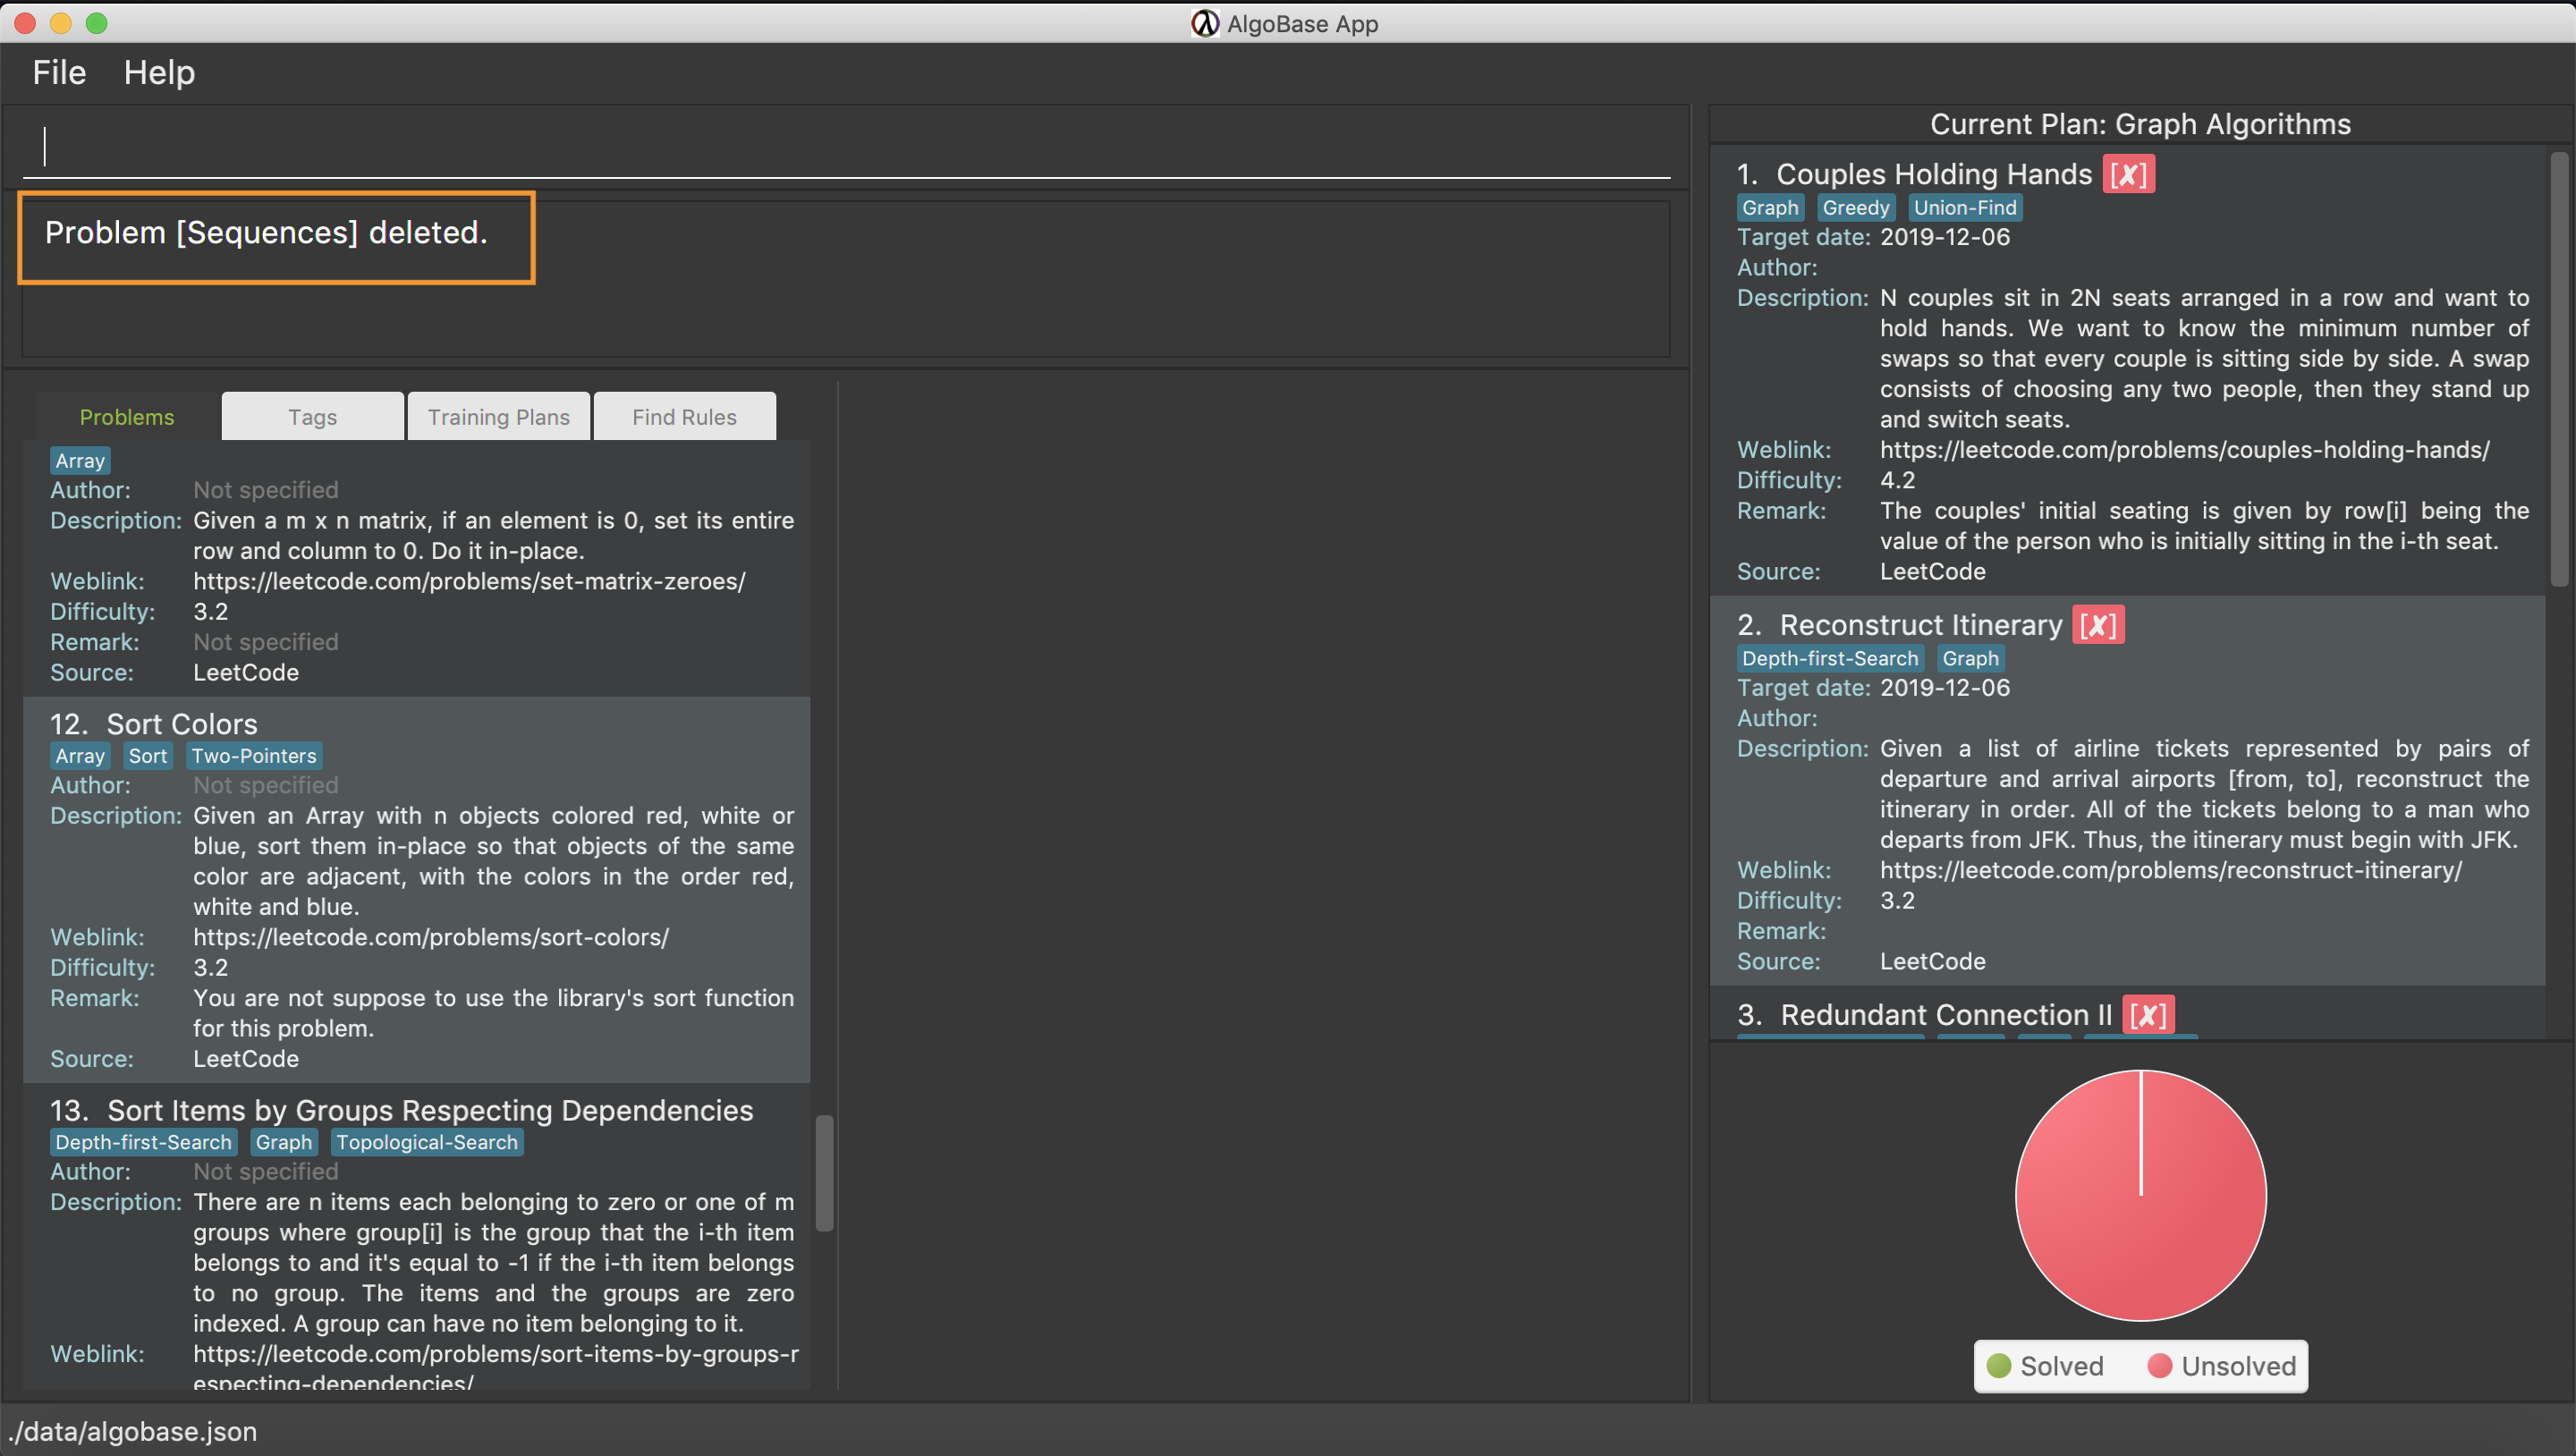 AlgoBase App
File Help
Problem [Sequences] deleted.
Problems Tags Training Plans Find Rules
Array
Author: Not specified
Description: Given a m x n matrix, if an element is 0, set its entire
row and column to 0. Do it in-place.
Weblink: https://leetcode.com/problems/set-matrix-zeroes/
Difficulty: 3.2
Remark: Not specified
Source: LeetCode
12. Sort Colors
Array Sort Two-Pointers
Author: Not specified
Description: Given an Array with n objects colored red, white or
blue, sort them in-place so that objects of the same
color are adjacent, with the colors in the order red,
white and blue.
Weblink: https://leetcode.com/problems/sort-colors/
Difficulty: 3.2
Remark: You are not suppose to use the library's sort function
for this problem.
Source: LeetCode
13. Sort Items by Groups Respecting Dependencies
Depth-first-Search Graph Topological-Search
Author: Not specified
Description: There are n items each belonging to zero or one of m
groups where group[i] is the group that the i-th item
belongs to and it's equal to -1 if the i-th item belongs
to no group. The items and the groups are zero
indexed. A group can have no item belonging to it.
Weblink: https://leetcode.com/problems/sort-items-by-groups-r
especting-dependencies/
Current Plan: Graph Algorithms
1. Couples Holding Hands [✗]
Graph Greedy Union-Find
Target date: 2019-12-06
Author:
Description: N couples sit in 2N seats arranged in a row and want to
hold hands. We want to know the minimum number of
swaps so that every couple is sitting side by side. A swap
consists of choosing any two people, then they stand up
and switch seats.
Weblink: https://leetcode.com/problems/couples-holding-hands/
Difficulty: 4.2
Remark: The couples' initial seating is given by row[i] being the
value of the person who is initially sitting in the i-th seat.
Source: LeetCode
2. Reconstruct Itinerary [✗]
Depth-first-Search Graph
Target date: 2019-12-06
Author:
Description: Given a list of airline tickets represented by pairs of
departure and arrival airports [from, to], reconstruct the
itinerary in order. All of the tickets belong to a man who
departs from JFK. Thus, the itinerary must begin with JFK.
Weblink: https://leetcode.com/problems/reconstruct-itinerary/
Difficulty: 3.2
Remark:
Source: LeetCode
3. Redundant Connection II [✗]
Solved Unsolved
./data/algobase.json